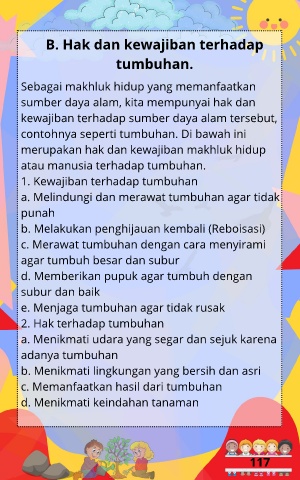 B. Hak dan kewajiban terhadap
tumbuhan.
Sebagai makhluk hidup yang memanfaatkan
sumber daya alam, kita mempunyai hak dan
kewajiban terhadap sumber daya alam tersebut,
contohnya seperti tumbuhan. Di bawah ini
merupakan hak dan kewajiban makhluk hidup
atau manusia terhadap tumbuhan.
1. Kewajiban terhadap tumbuhan
a. Melindungi dan merawat tumbuhan agar tidak
punah
b. Melakukan penghijauan kembali (Reboisasi)
c. Merawat tumbuhan dengan cara menyirami
agar tumbuh besar dan subur
d. Memberikan pupuk agar tumbuh dengan
subur dan baik
e. Menjaga tumbuhan agar tidak rusak
2. Hak terhadap tumbuhan
a. Menikmati udara yang segar dan sejuk karena
adanya tumbuhan
b. Menikmati lingkungan yang bersih dan asri
c. Memanfaatkan hasil dari tumbuhan
d. Menikmati keindahan tanaman
117